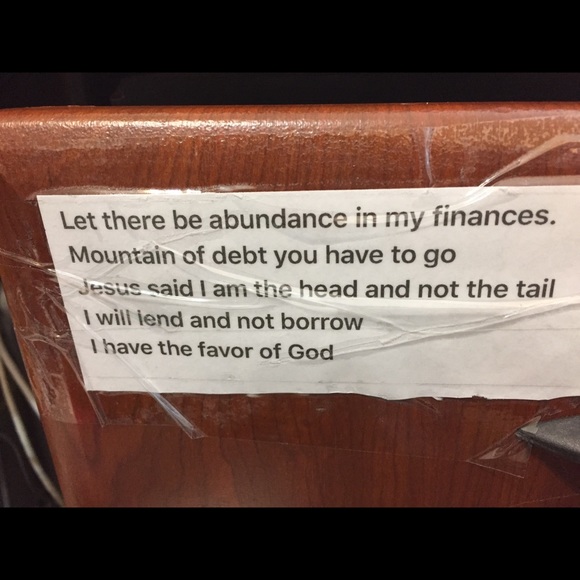 Let there be abundance in my finances.
Mountain of debt you have to go
Jesus said I am the head and not the tail
I will lend and not borrow
I have the favor of God